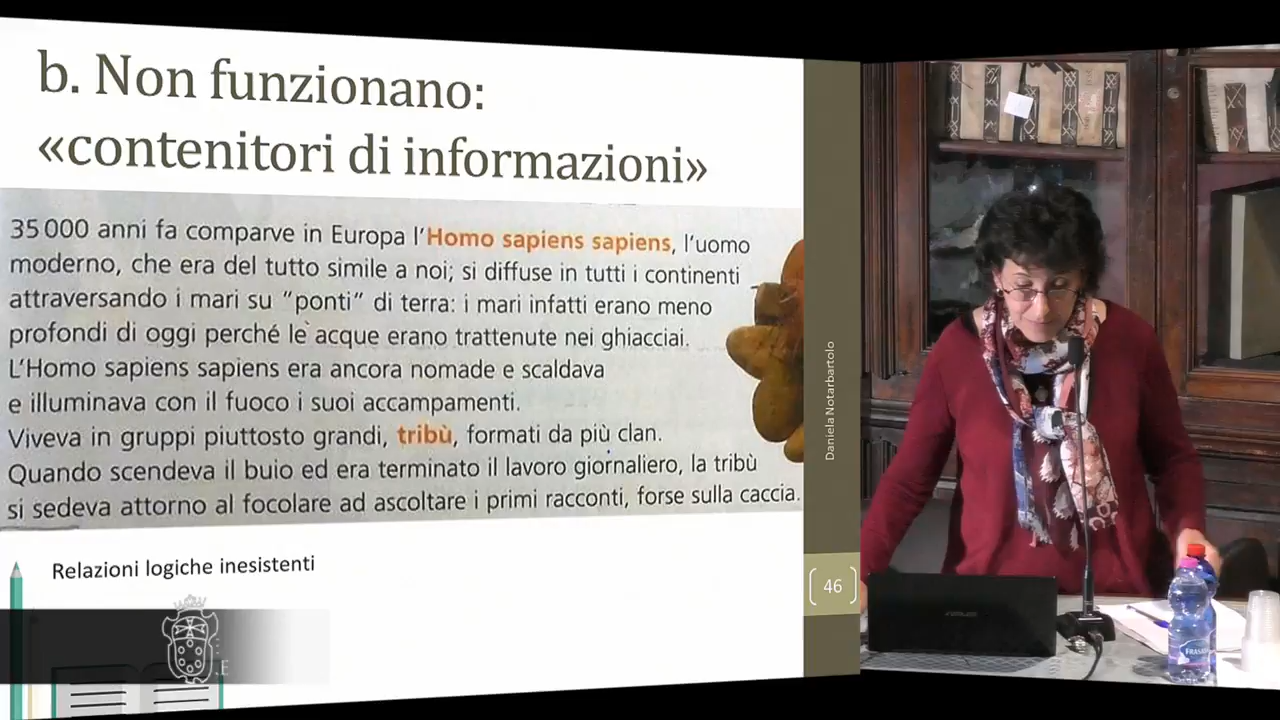 b. Non funzionano:
«contenitori di informazioni»
35 000 anni fa comparve in Europa l'Homo sapiens sapiens, l'uomo
moderno, che era del tutto simile a noi; si diffuse in tutti i continenti
attraversando i mari su "ponti" di terra: i mari infatti erano meno
profondi di oggi perché le acque erano trattenute nei ghiacciai.
L'Homo sapiens sapiens era ancora nomade e scaldava
e illuminava con il fuoco i suoi accampamenti.
Viveva in gruppi piuttosto grandi, tribù, formati da più clan.
Quando scendeva il buio ed era terminato il lavoro giornaliero, la tribù
si sedeva attorno al focolare ad ascoltare i primi racconti, forse sulla caccia.
Relazioni logiche inesistenti
Daniela Notarbartolo
46
ASUS